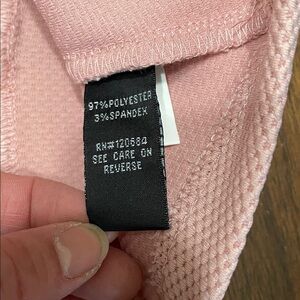 97%POLYESTER
3%SPANDEX
RN#120684
SEE CARE ON
REVERSE